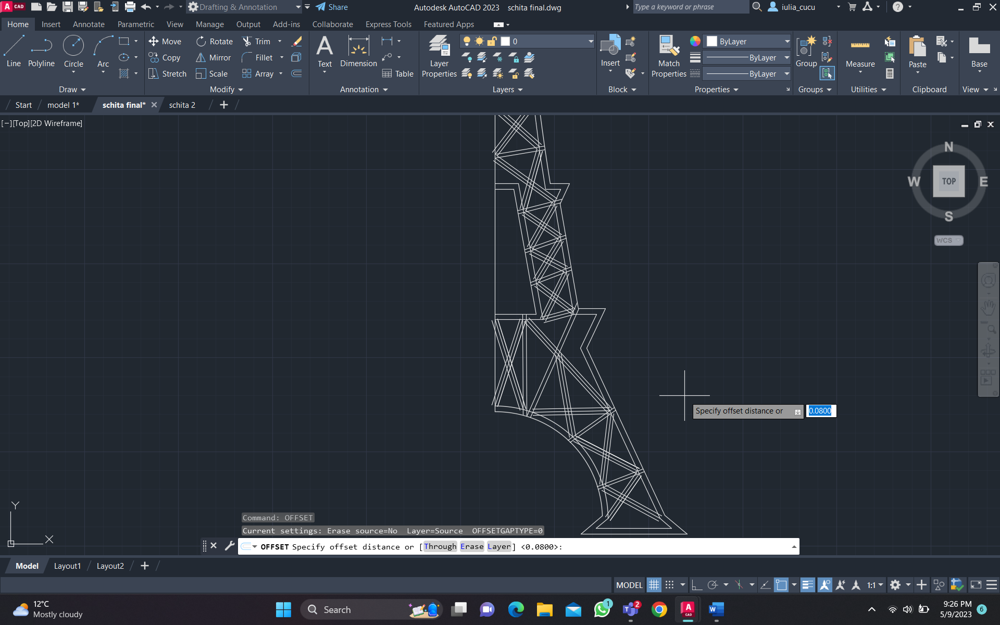 A CAD
Drafting & Annotation
Share
Autodesk AutoCAD 2023 schita final.dwg
Type a keyword or phrase
iulia_cucu
?
Home Insert Annotate Parametric View Manage Output Add-ins Collaborate Express Tools Featured Apps
Line Polyline Circle Arc
Move Rotate Trim
Copy Mirror Fillet
Stretch Scale Array
A Text Dimension
Table
Layer Properties
0
Insert
Match Properties
ByLayer
ByLayer
ByLayer
Group
Measure
Paste
Base
Draw Modify Annotation Layers Block Properties Groups Utilities Clipboard View
Start model 1* schita final* schita 2
[−][Top][2D Wireframe]
N
W TOP E
S
WCS
Specify offset distance or 0.0800
Y
X
Command: OFFSET
Current settings: Erase source=No Layer=Source OFFSETGAPTYPE=0
OFFSET Specify offset distance or [Through Erase Layer] <0.0800>:
Model Layout1 Layout2
MODEL 1:1
12°C
Mostly cloudy
Search
1
2
A CAD
W
9:26 PM
5/9/2023
6